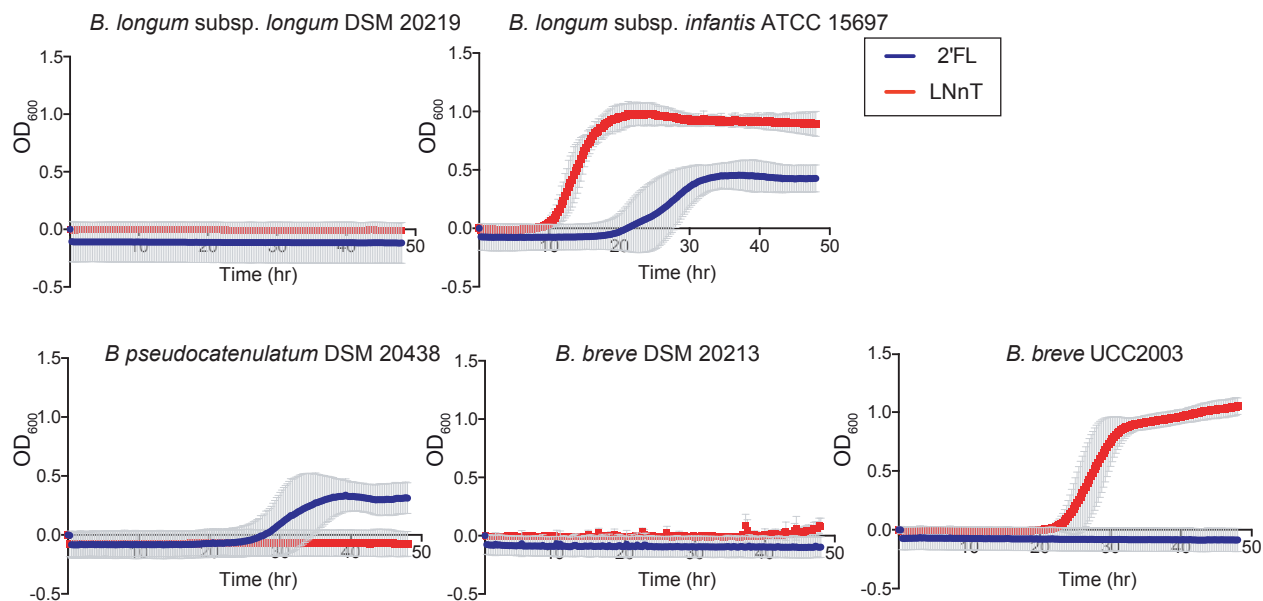 B. longum subsp. longum DSM 20219
B. longum subsp. infantis ATCC 15697
2'FL
LNnT
1.5
1.0
0.5
0.0
-0.5
OD600
10
20
30
40
50
Time (hr)
1.5
1.0
0.5
0.0
-0.5
OD600
10
20
30
40
50
Time (hr)
B pseudocatenulatum DSM 20438
1.5
1.0
0.5
0.0
-0.5
OD600
10
20
30
40
50
Time (hr)
B. breve DSM 20213
1.5
1.0
0.5
0.0
-0.5
OD600
10
20
30
40
50
Time (hr)
B. breve UCC2003
1.5
1.0
0.5
0.0
-0.5
OD600
10
20
30
40
50
Time (hr)